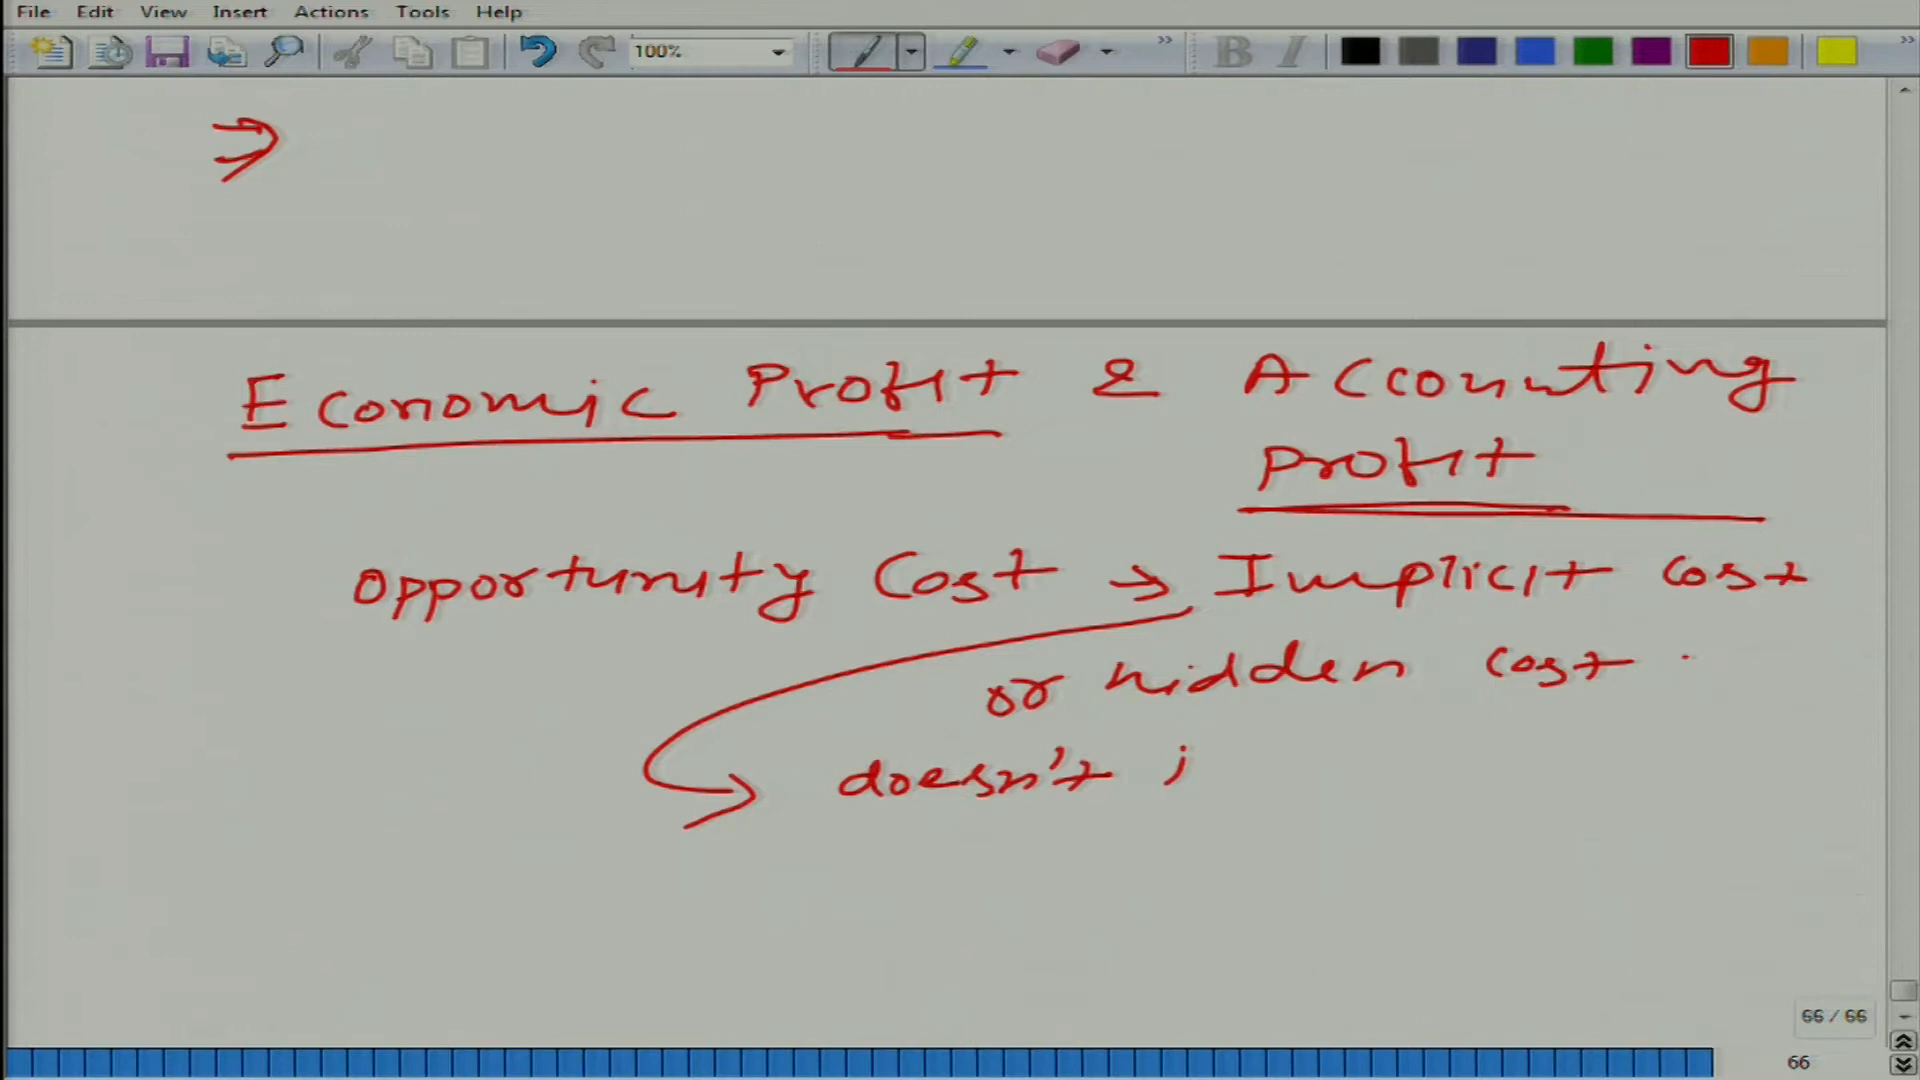 File Edit View Insert Actions Tools Help
100%
⇒
Economic Profit & Accounting
Profit
Opportunity Cost → Implicit cost
or hidden cost .
doesn't i
66 / 66
66